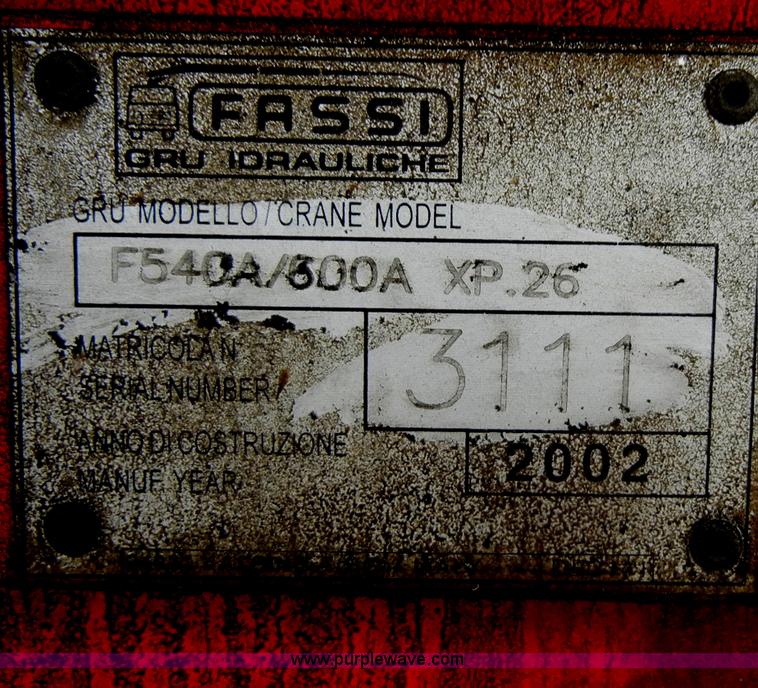 FASSI
GRU IDRAULICHE
GRU MODELLO/CRANE MODEL
F540A/600A XP.26
MATRICOLA N
SERIAL NUMBER
3111
ANNO DI COSTRUZIONE
MANUF. YEAR
2002
www.purplewave.com